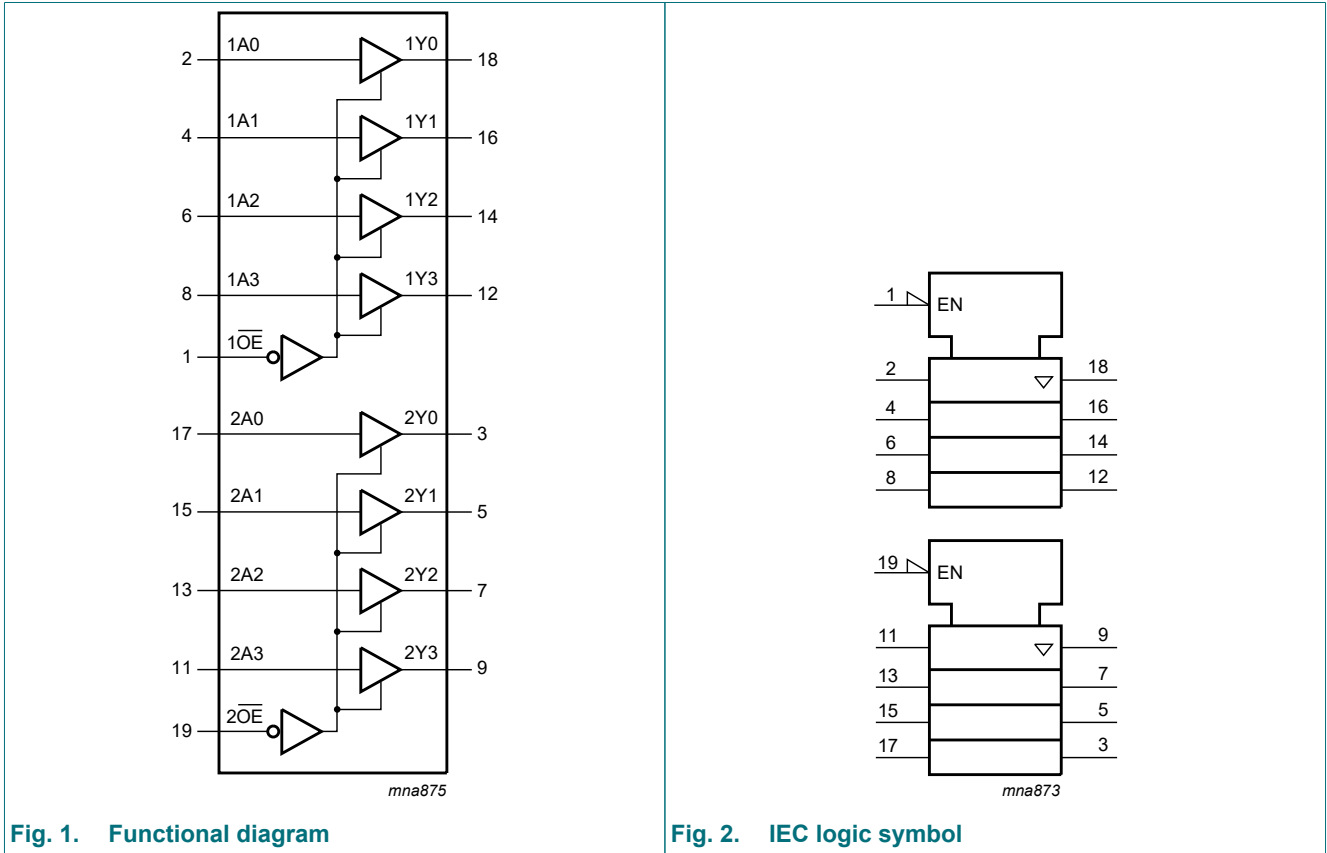 1A0 1Y0
2 18
1A1 1Y1
4 16
1A2 1Y2
6 14
1A3 1Y3
8 12
1O̅E̅
1
2A0 2Y0
17 3
2A1 2Y1
15 5
2A2 2Y2
13 7
2A3 2Y3
11 9
2O̅E̅
19
mna875
Fig. 1. Functional diagram
1 EN
2 18
4 16
6 14
8 12
19 EN
11 9
13 7
15 5
17 3
mna873
Fig. 2. IEC logic symbol